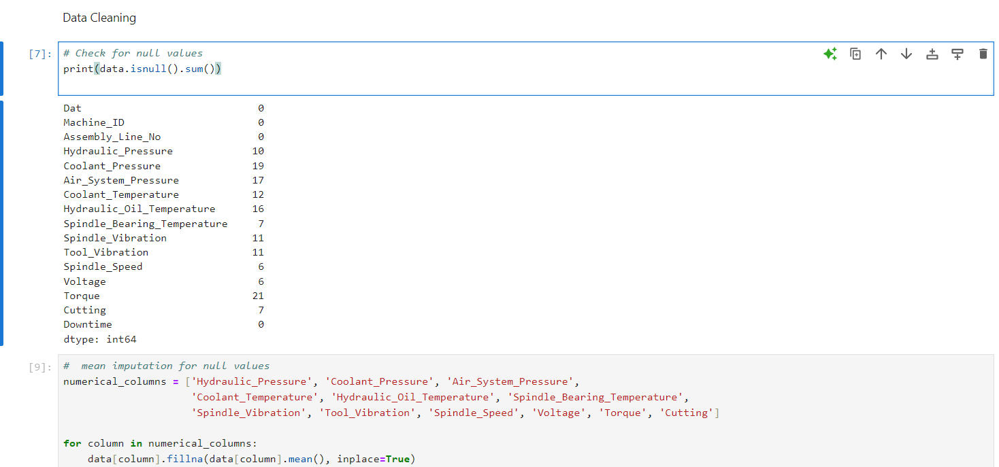 Data Cleaning
[7]:
# Check for null values
print(data.isnull().sum())
Dat 0
Machine_ID 0
Assembly_Line_No 0
Hydraulic_Pressure 10
Coolant_Pressure 19
Air_System_Pressure 17
Coolant_Temperature 12
Hydraulic_Oil_Temperature 16
Spindle_Bearing_Temperature 7
Spindle_Vibration 11
Tool_Vibration 11
Spindle_Speed 6
Voltage 6
Torque 21
Cutting 7
Downtime 0
dtype: int64
[9]:
#  mean imputation for null values
numerical_columns = ['Hydraulic_Pressure', 'Coolant_Pressure', 'Air_System_Pressure',
'Coolant_Temperature', 'Hydraulic_Oil_Temperature', 'Spindle_Bearing_Temperature',
'Spindle_Vibration', 'Tool_Vibration', 'Spindle_Speed', 'Voltage', 'Torque', 'Cutting']
for column in numerical_columns:
data[column].fillna(data[column].mean(), inplace=True)